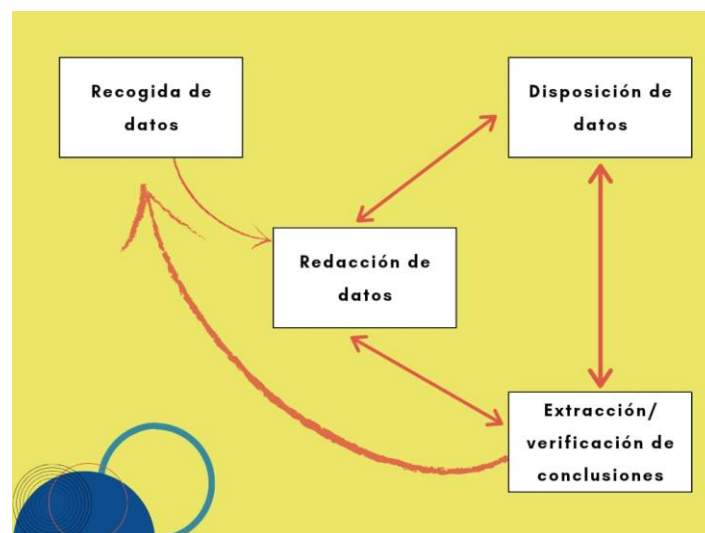 Recogida de
datos
Disposición de
datos
Redacción de
datos
Extracción/
verificación de
conclusiones